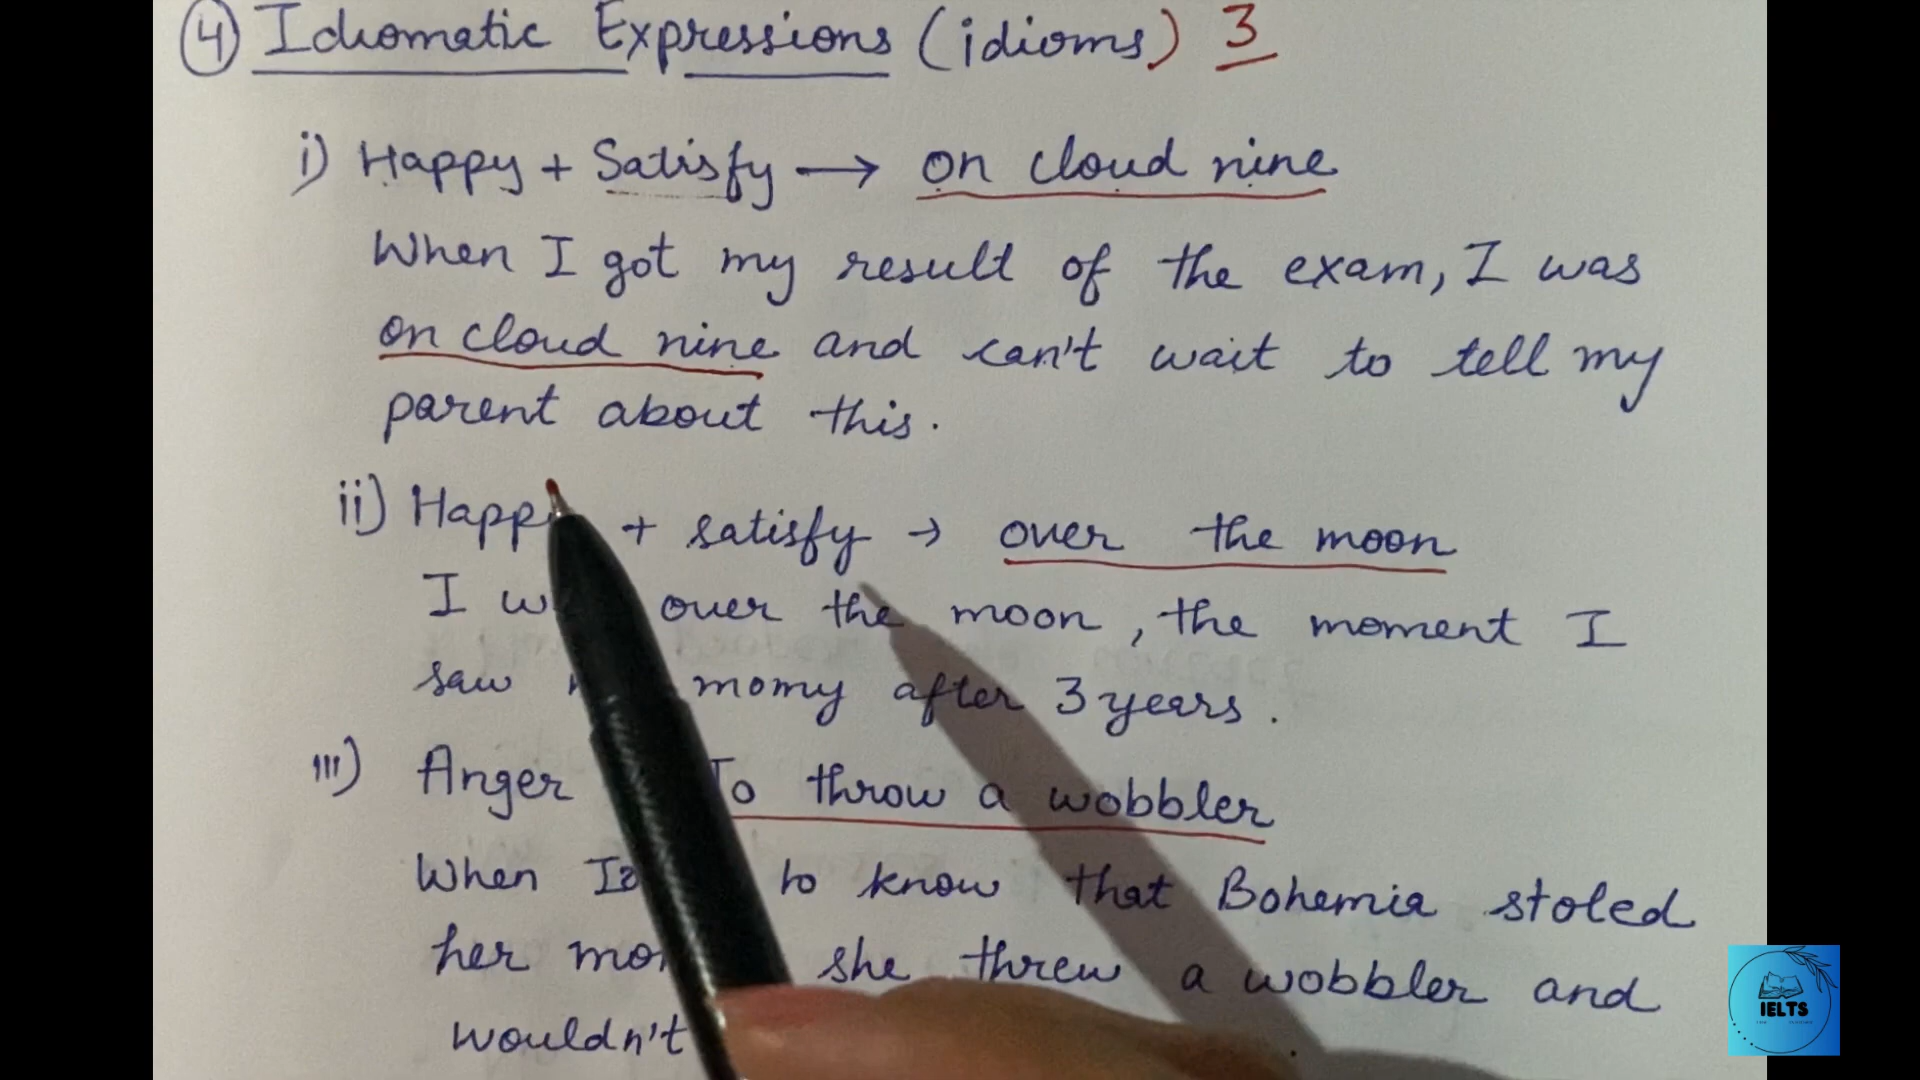 4 Idiomatic Expressions (idioms) 3
i) Happy + Satisfy → on cloud nine
When I got my result of the exam, I was
on cloud nine and can't wait to tell my
parent about this.
ii) Happ + satisfy → over the moon
I w over the moon, the moment I
saw momy after 3 years.
iii) Anger To throw a wobbler
When to know that Bohemia stoled
her she threw a wobbler and
wouldn't
IELTS